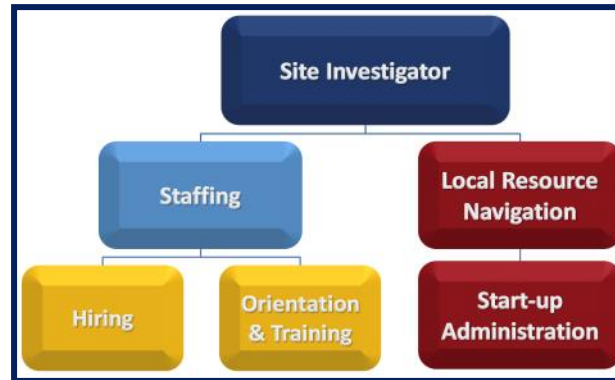 Site Investigator
Staffing
Local Resource
Navigation
Hiring
Orientation
& Training
Start-up
Administration